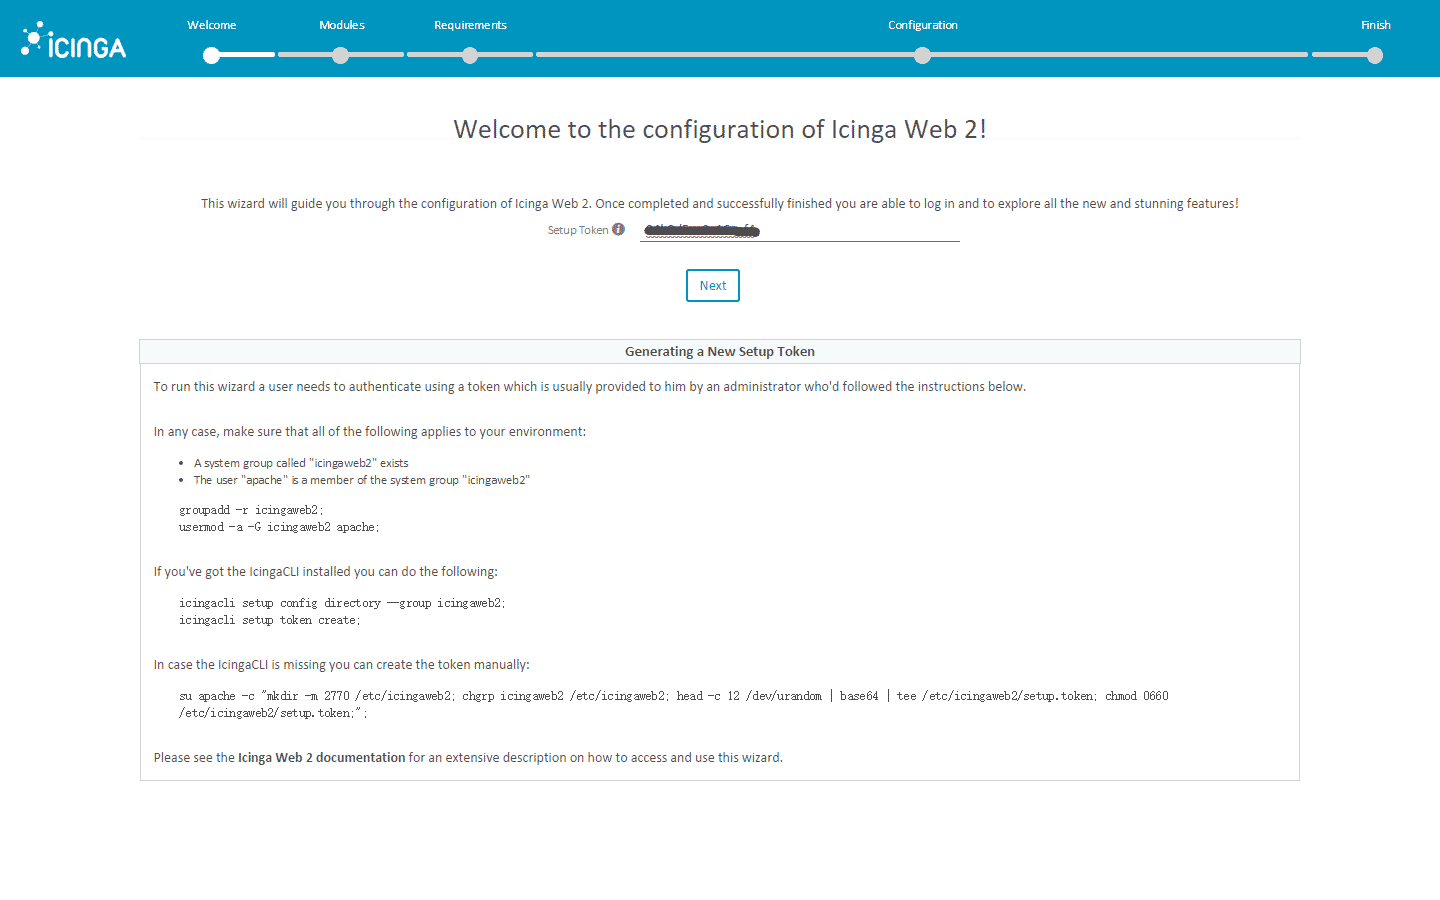 ICINGA
Welcome
Modules
Requirements
Configuration
Finish
Welcome to the configuration of Icinga Web 2!
This wizard will guide you through the configuration of Icinga Web 2. Once completed and successfully finished you are able to log in and to explore all the new and stunning features!
Setup Token
Next
Generating a New Setup Token
To run this wizard a user needs to authenticate using a token which is usually provided to him by an administrator who'd followed the instructions below.
In any case, make sure that all of the following applies to your environment:
• A system group called "icingaweb2" exists
• The user "apache" is a member of the system group "icingaweb2"
groupadd -r icingaweb2;
usermod -a -G icingaweb2 apache;
If you've got the IcingaCLI installed you can do the following:
icingacli setup config directory --group icingaweb2;
icingacli setup token create;
In case the IcingaCLI is missing you can create the token manually:
su apache -c "mkdir -m 2770 /etc/icingaweb2; chgrp icingaweb2 /etc/icingaweb2; head -c 12 /dev/urandom | base64 | tee /etc/icingaweb2/setup.token; chmod 0660
/etc/icingaweb2/setup.token;";
Please see the Icinga Web 2 documentation for an extensive description on how to access and use this wizard.